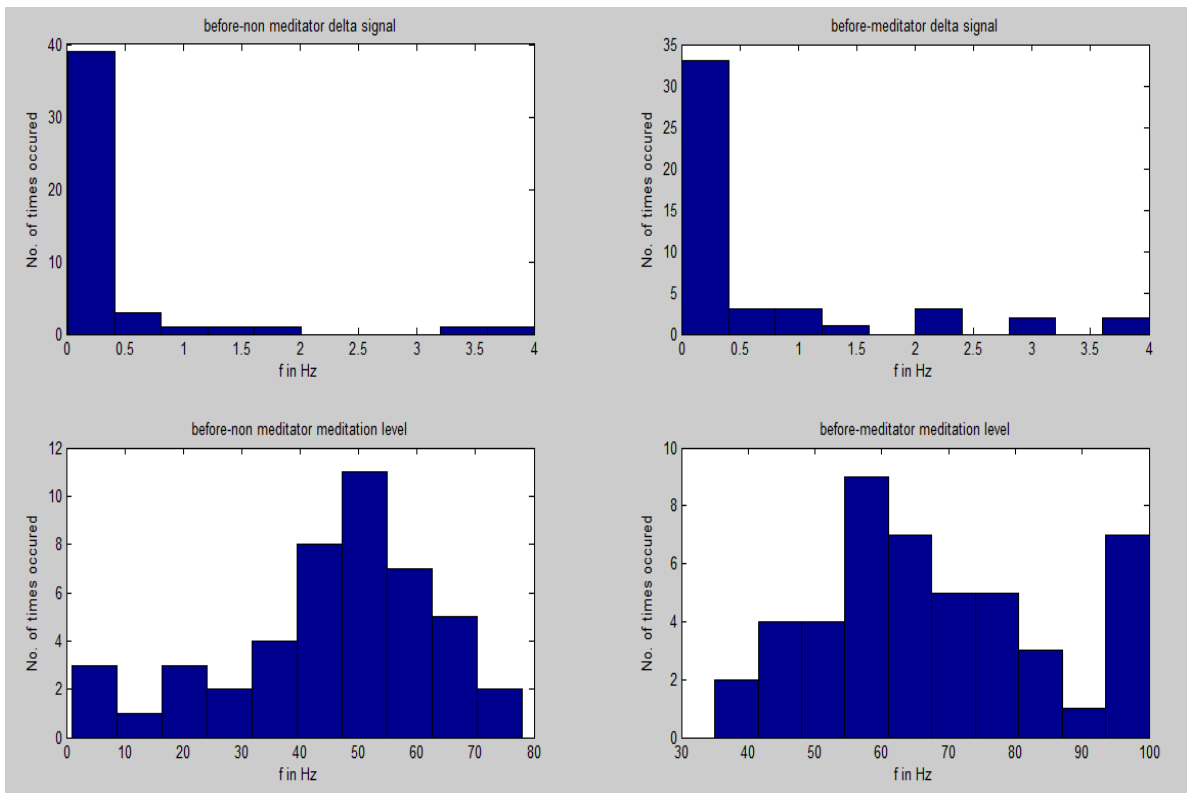 before-non meditator delta signal
No. of times occured
40
30
20
10
0
0 0.5 1 1.5 2 2.5 3 3.5 4
f in Hz
before-meditator delta signal
No. of times occured
35
30
25
20
15
10
5
0
0 0.5 1 1.5 2 2.5 3 3.5 4
f in Hz
before-non meditator meditation level
No. of times occured
12
10
8
6
4
2
0
0 10 20 30 40 50 60 70 80
f in Hz
before-meditator meditation level
No. of times occured
10
8
6
4
2
0
30 40 50 60 70 80 90 100
f in Hz